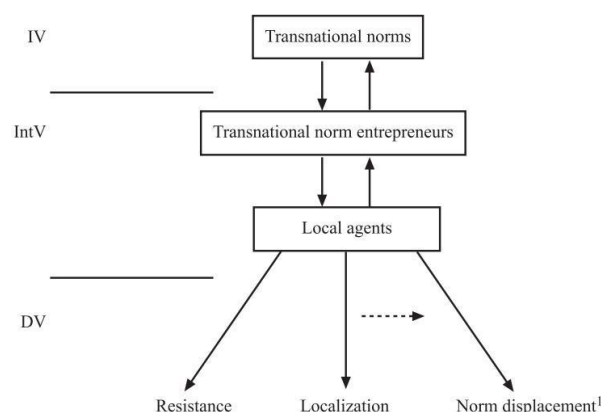 IV
Transnational norms
IntV
Transnational norm entrepreneurs
Local agents
DV
Resistance
Localization
Norm displacement¹